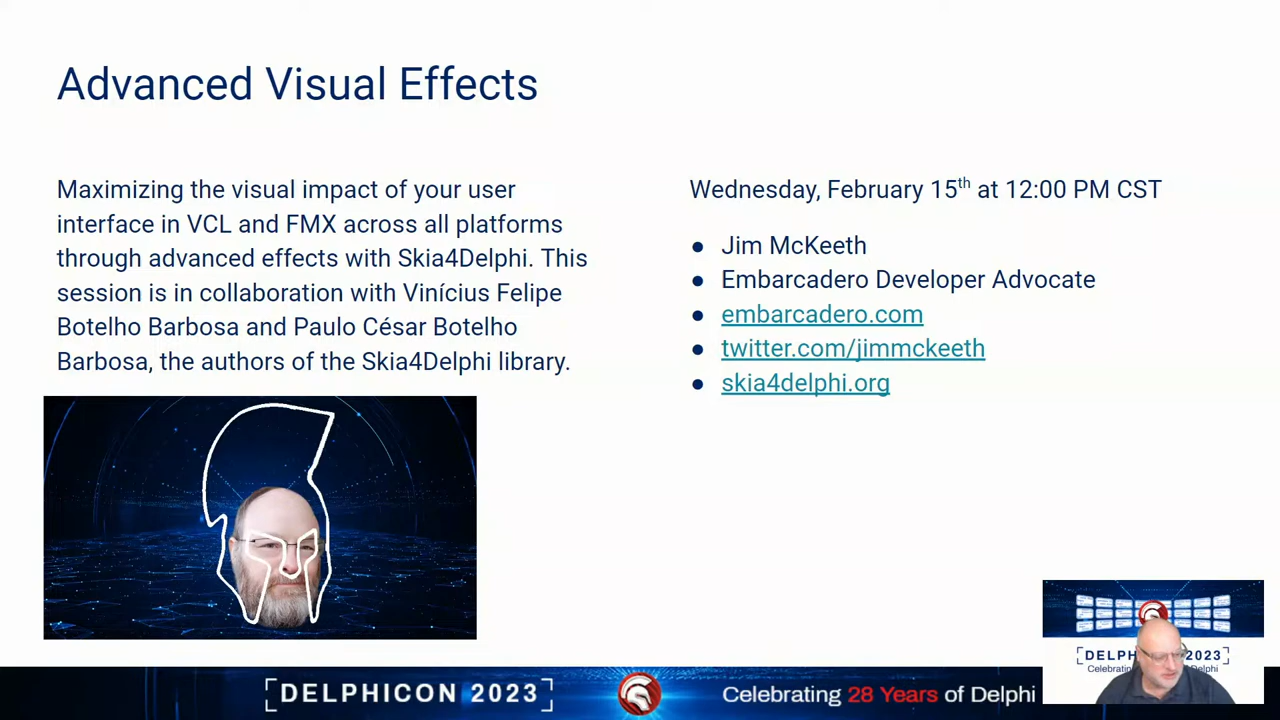 Advanced Visual Effects
Maximizing the visual impact of your user
interface in VCL and FMX across all platforms
through advanced effects with Skia4Delphi. This
session is in collaboration with Vinícius Felipe
Botelho Barbosa and Paulo César Botelho
Barbosa, the authors of the Skia4Delphi library.
Wednesday, February 15th at 12:00 PM CST
● Jim McKeeth
● Embarcadero Developer Advocate
● embarcadero.com
● twitter.com/jimmckeeth
● skia4delphi.org
[DELPHICON 2023]
Celebrating 28 Years of Delphi